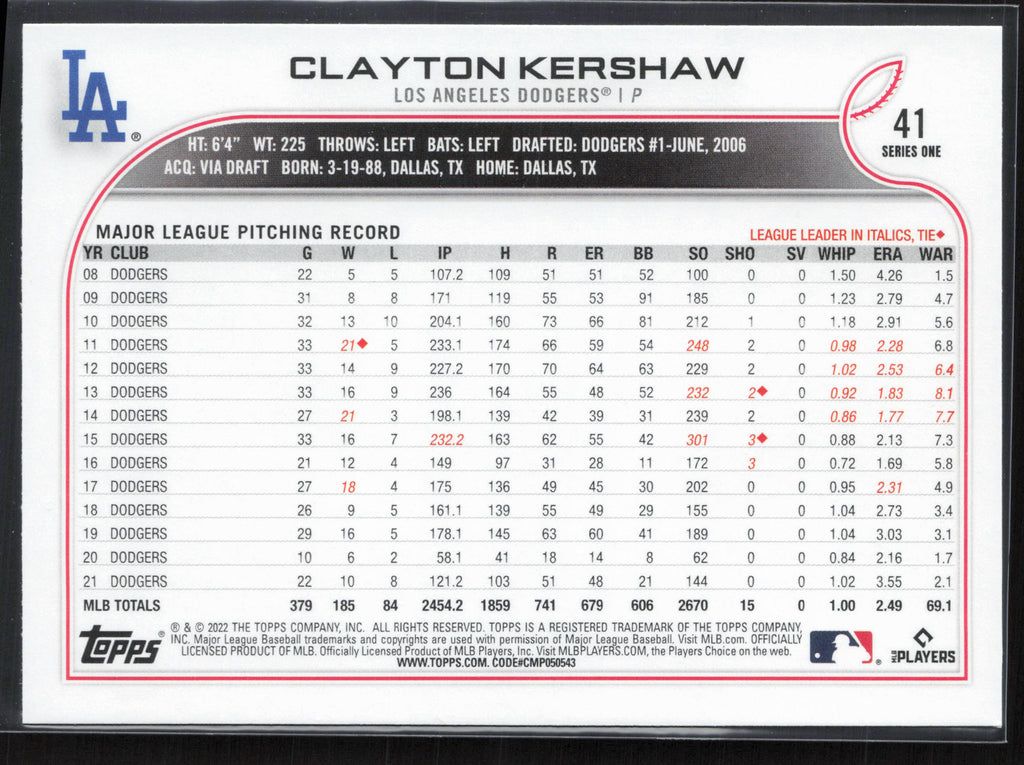 LA®
CLAYTON KERSHAW
LOS ANGELES DODGERS® | P
41
SERIES ONE
HT: 6'4" WT: 225 THROWS: LEFT BATS: LEFT DRAFTED: DODGERS #1-JUNE, 2006
ACQ: VIA DRAFT BORN: 3-19-88, DALLAS, TX HOME: DALLAS, TX
MAJOR LEAGUE PITCHING RECORD LEAGUE LEADER IN ITALICS, TIE◆
YR CLUB G W L IP H R ER BB SO SHO SV WHIP ERA WAR
08 DODGERS 22 5 5 107.2 109 51 51 52 100 0 0 1.50 4.26 1.5
09 DODGERS 31 8 8 171 119 55 53 91 185 0 0 1.23 2.79 4.7
10 DODGERS 32 13 10 204.1 160 73 66 81 212 1 0 1.18 2.91 5.6
11 DODGERS 33 21◆ 5 233.1 174 66 59 54 248 2 0 0.98 2.28 6.8
12 DODGERS 33 14 9 227.2 170 70 64 63 229 2 0 1.02 2.53 6.4
13 DODGERS 33 16 9 236 164 55 48 52 232 2◆ 0 0.92 1.83 8.1
14 DODGERS 27 21 3 198.1 139 42 39 31 239 2 0 0.86 1.77 7.7
15 DODGERS 33 16 7 232.2 163 62 55 42 301 3◆ 0 0.88 2.13 7.3
16 DODGERS 21 12 4 149 97 31 28 11 172 3 0 0.72 1.69 5.8
17 DODGERS 27 18 4 175 136 49 45 30 202 0 0 0.95 2.31 4.9
18 DODGERS 26 9 5 161.1 139 55 49 29 155 0 0 1.04 2.73 3.4
19 DODGERS 29 16 5 178.1 145 63 60 41 189 0 0 1.04 3.03 3.1
20 DODGERS 10 6 2 58.1 41 18 14 8 62 0 0 0.84 2.16 1.7
21 DODGERS 22 10 8 121.2 103 51 48 21 144 0 0 1.02 3.55 2.1
MLB TOTALS 379 185 84 2454.2 1859 741 679 606 2670 15 0 1.00 2.49 69.1
TOPPS®
® & © 2022 THE TOPPS COMPANY, INC. ALL RIGHTS RESERVED. TOPPS IS A REGISTERED TRADEMARK OF THE TOPPS COMPANY,
INC. Major League Baseball trademarks and copyrights are used with permission of Major League Baseball. Visit MLB.com. OFFICIALLY
LICENSED PRODUCT OF MLB. Officially Licensed Product of MLB Players, Inc. Visit MLBPLAYERS.COM, the Players Choice on the web.
WWW.TOPPS.COM. CODE#CMP050543
MLB PLAYERS